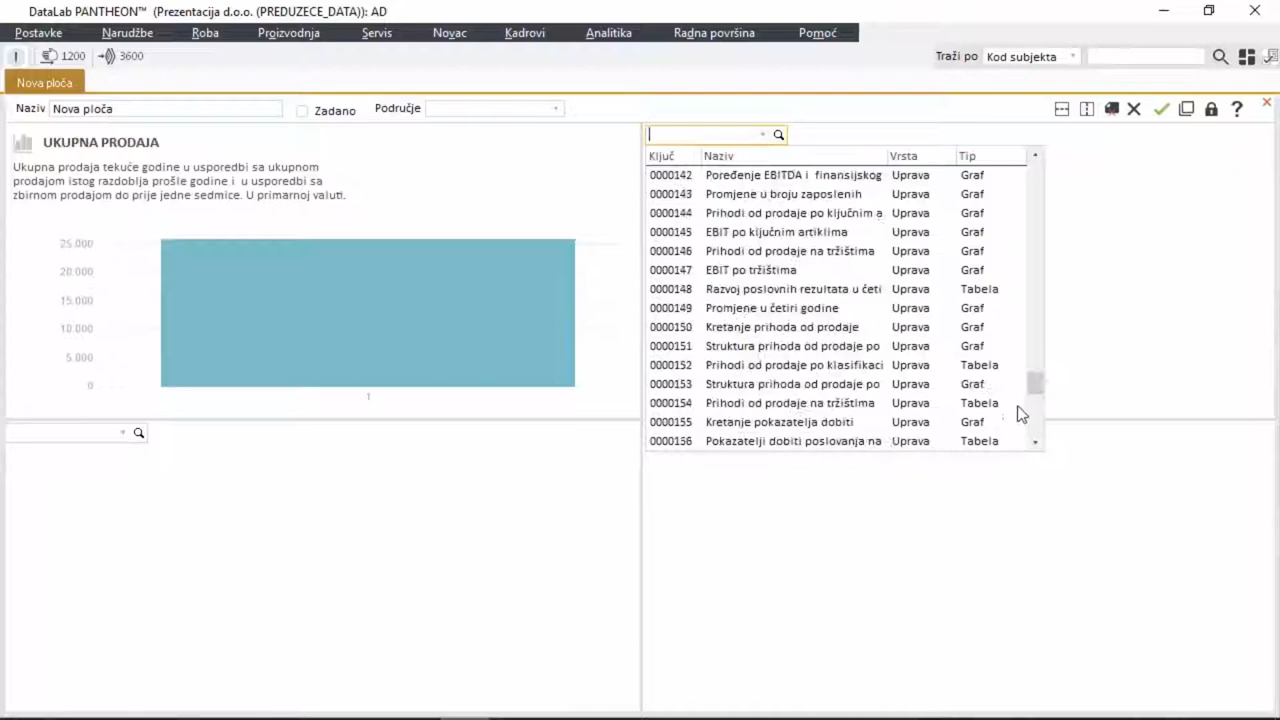 DataLab PANTHEON™ (Prezentacija d.o.o. (PREDUZECE_DATA)): AD
Postavke Narudžbe Roba Proizvodnja Servis Novac Kadrovi Analitika Radna površina Pomoć
1200 3600 Traži po Kod subjekta
Nova ploča
Naziv Nova ploča Zadano Područje
UKUPNA PRODAJA
Ukupna prodaja tekuće godine u usporedbi sa ukupnom
prodajom istog razdoblja prošle godine i u usporedbi sa
zbirnom prodajom do prije jedne sedmice. U primarnoj valuti.
25.000
20.000
15.000
10.000
5.000
0
1
Ključ Naziv Vrsta Tip
0000142 Poređenje EBITDA i finansijskog Uprava Graf
0000143 Promjene u broju zaposlenih Uprava Graf
0000144 Prihodi od prodaje po ključnim a Uprava Graf
0000145 EBIT po ključnim artiklima Uprava Graf
0000146 Prihodi od prodaje na tržištima Uprava Graf
0000147 EBIT po tržištima Uprava Graf
0000148 Razvoj poslovnih rezultata u četi Uprava Tabela
0000149 Promjene u četiri godine Uprava Graf
0000150 Kretanje prihoda od prodaje Uprava Graf
0000151 Struktura prihoda od prodaje po Uprava Graf
0000152 Prihodi od prodaje po klasifikaci Uprava Tabela
0000153 Struktura prihoda od prodaje po Uprava Graf
0000154 Prihodi od prodaje na tržištima Uprava Tabela
0000155 Kretanje pokazatelja dobiti Uprava Graf
0000156 Pokazatelji dobiti poslovanja na Uprava Tabela